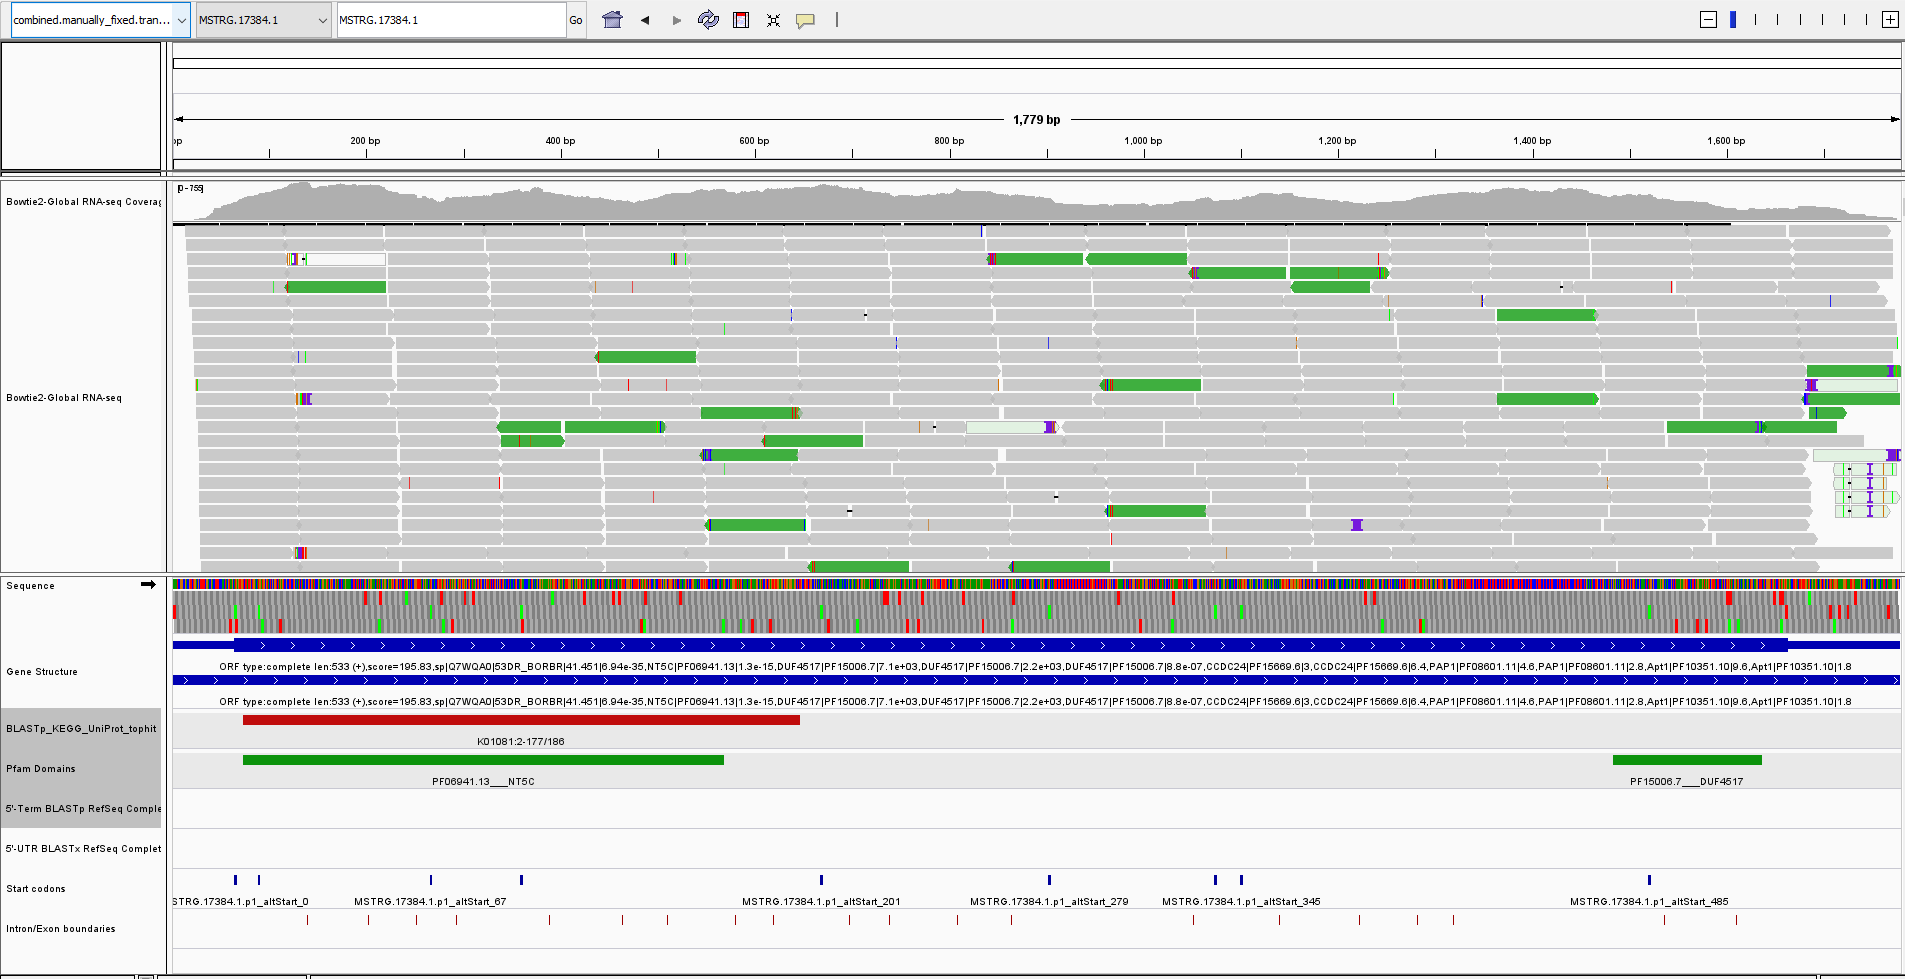 combined.manually_fixed.tran... MSTRG.17384.1 MSTRG.17384.1 Go
1,779 bp
bp 200 bp 400 bp 600 bp 800 bp 1,000 bp 1,200 bp 1,400 bp 1,600 bp
[0 - 755]
Bowtie2-Global RNA-seq Coverag
Bowtie2-Global RNA-seq
Sequence
Gene Structure
ORF type:complete len:533 (+),score=195.83,sp|Q7WQA0|53DR_BORBR|41.451|6.94e-35,NT5C|PF06941.13|1.3e-15,DUF4517|PF15006.7|7.1e+03,DUF4517|PF15006.7|2.2e+03,DUF4517|PF15006.7|8.8e-07,CCDC24|PF15669.6|3,CCDC24|PF15669.6|6.4,PAP1|PF08601.11|4.6,PAP1|PF08601.11|2.8,Apt1|PF10351.10|9.6,Apt1|PF10351.10|1.8
ORF type:complete len:533 (+),score=195.83,sp|Q7WQA0|53DR_BORBR|41.451|6.94e-35,NT5C|PF06941.13|1.3e-15,DUF4517|PF15006.7|7.1e+03,DUF4517|PF15006.7|2.2e+03,DUF4517|PF15006.7|8.8e-07,CCDC24|PF15669.6|3,CCDC24|PF15669.6|6.4,PAP1|PF08601.11|4.6,PAP1|PF08601.11|2.8,Apt1|PF10351.10|9.6,Apt1|PF10351.10|1.8
BLASTp_KEGG_UniProt_tophit
K01081:2-177/186
Pfam Domains
PF06941.13___NT5C PF15006.7___DUF4517
5'-Term BLASTp RefSeq Comple
5'-UTR BLASTx RefSeq Complet
Start codons
STRG.17384.1.p1_altStart_0 MSTRG.17384.1.p1_altStart_67 MSTRG.17384.1.p1_altStart_201 MSTRG.17384.1.p1_altStart_279 MSTRG.17384.1.p1_altStart_345 MSTRG.17384.1.p1_altStart_485
Intron/Exon boundaries